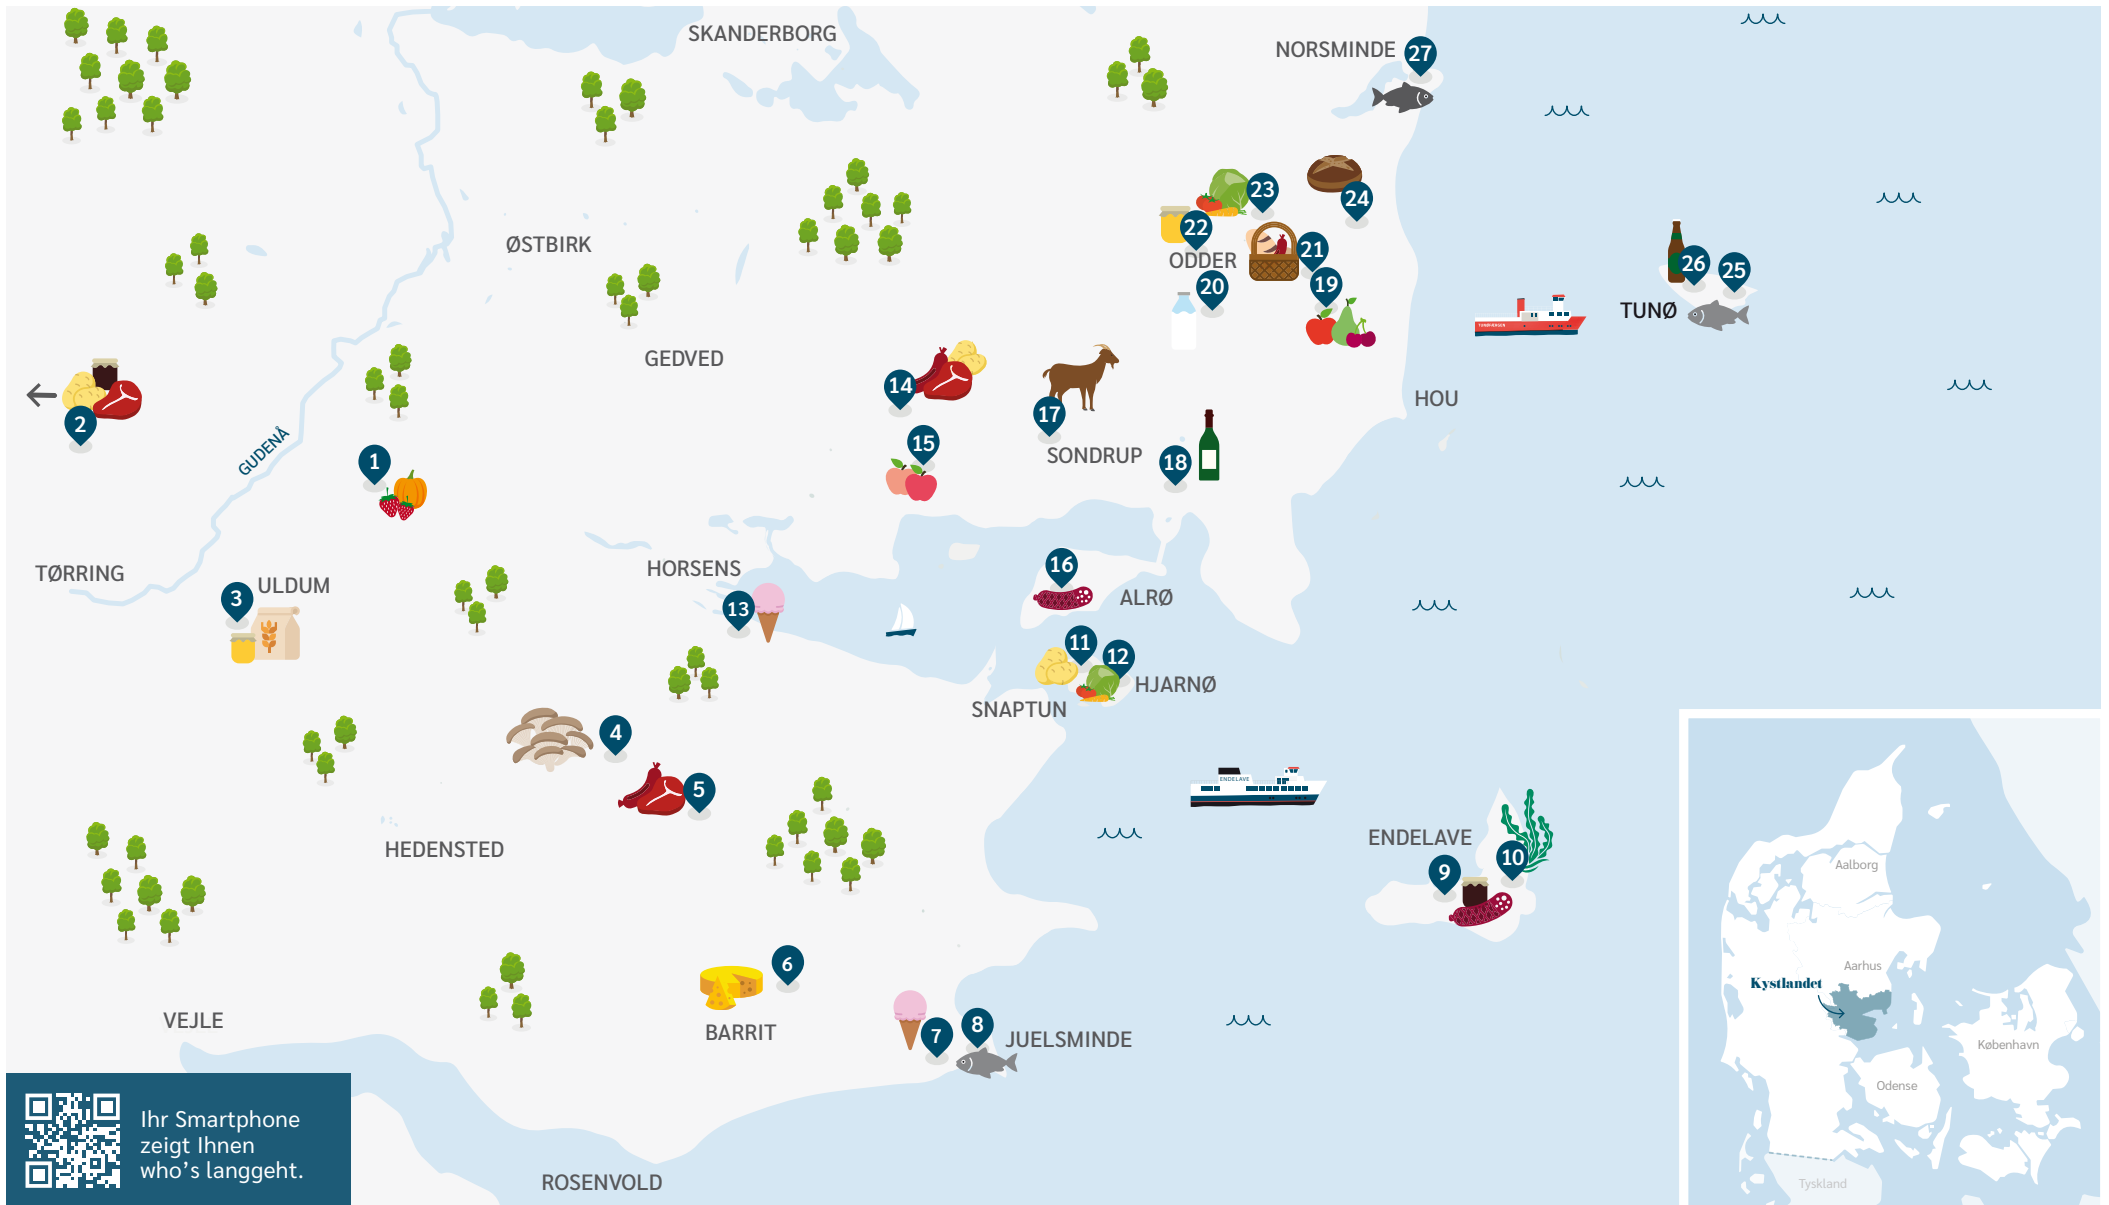 SKANDERBORG
NORSMINDE
27
23
24
22
ØSTBIRK
ODDER
21
26
25
20
19
TUNØ
TUNØFÆRGEN
GEDVED
14
HOU
17
2
GUDENÅ
15
SONDRUP
18
1
HORSENS
16
TØRRING
ULDUM
3
ALRØ
13
11
12
HJARNØ
SNAPTUN
4
ENDELAVE
5
ENDELAVE
HEDENSTED
10
9
Aalborg
6
Aarhus
Kystlandet
VEJLE
BARRIT
7
8
JUELSMINDE
København
Odense
Ihr Smartphone
zeigt Ihnen
who's langgeht.
ROSENVOLD
Tyskland